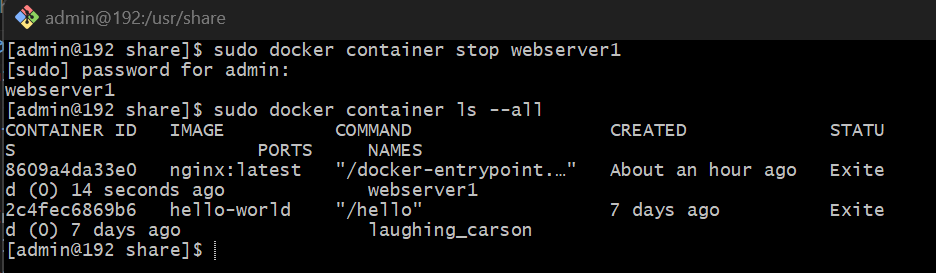 admin@192:/usr/share
[admin@192 share]$ sudo docker container stop webserver1
[sudo] password for admin:
webserver1
[admin@192 share]$ sudo docker container ls --all
CONTAINER ID   IMAGE          COMMAND                  CREATED             STATU
S                      PORTS     NAMES
8609a4da33e0   nginx:latest   "/docker-entrypoint.…"   About an hour ago   Exite
d (0) 14 seconds ago             webserver1
2c4fec6869b6   hello-world    "/hello"                 7 days ago          Exite
d (0) 7 days ago                 laughing_carson
[admin@192 share]$